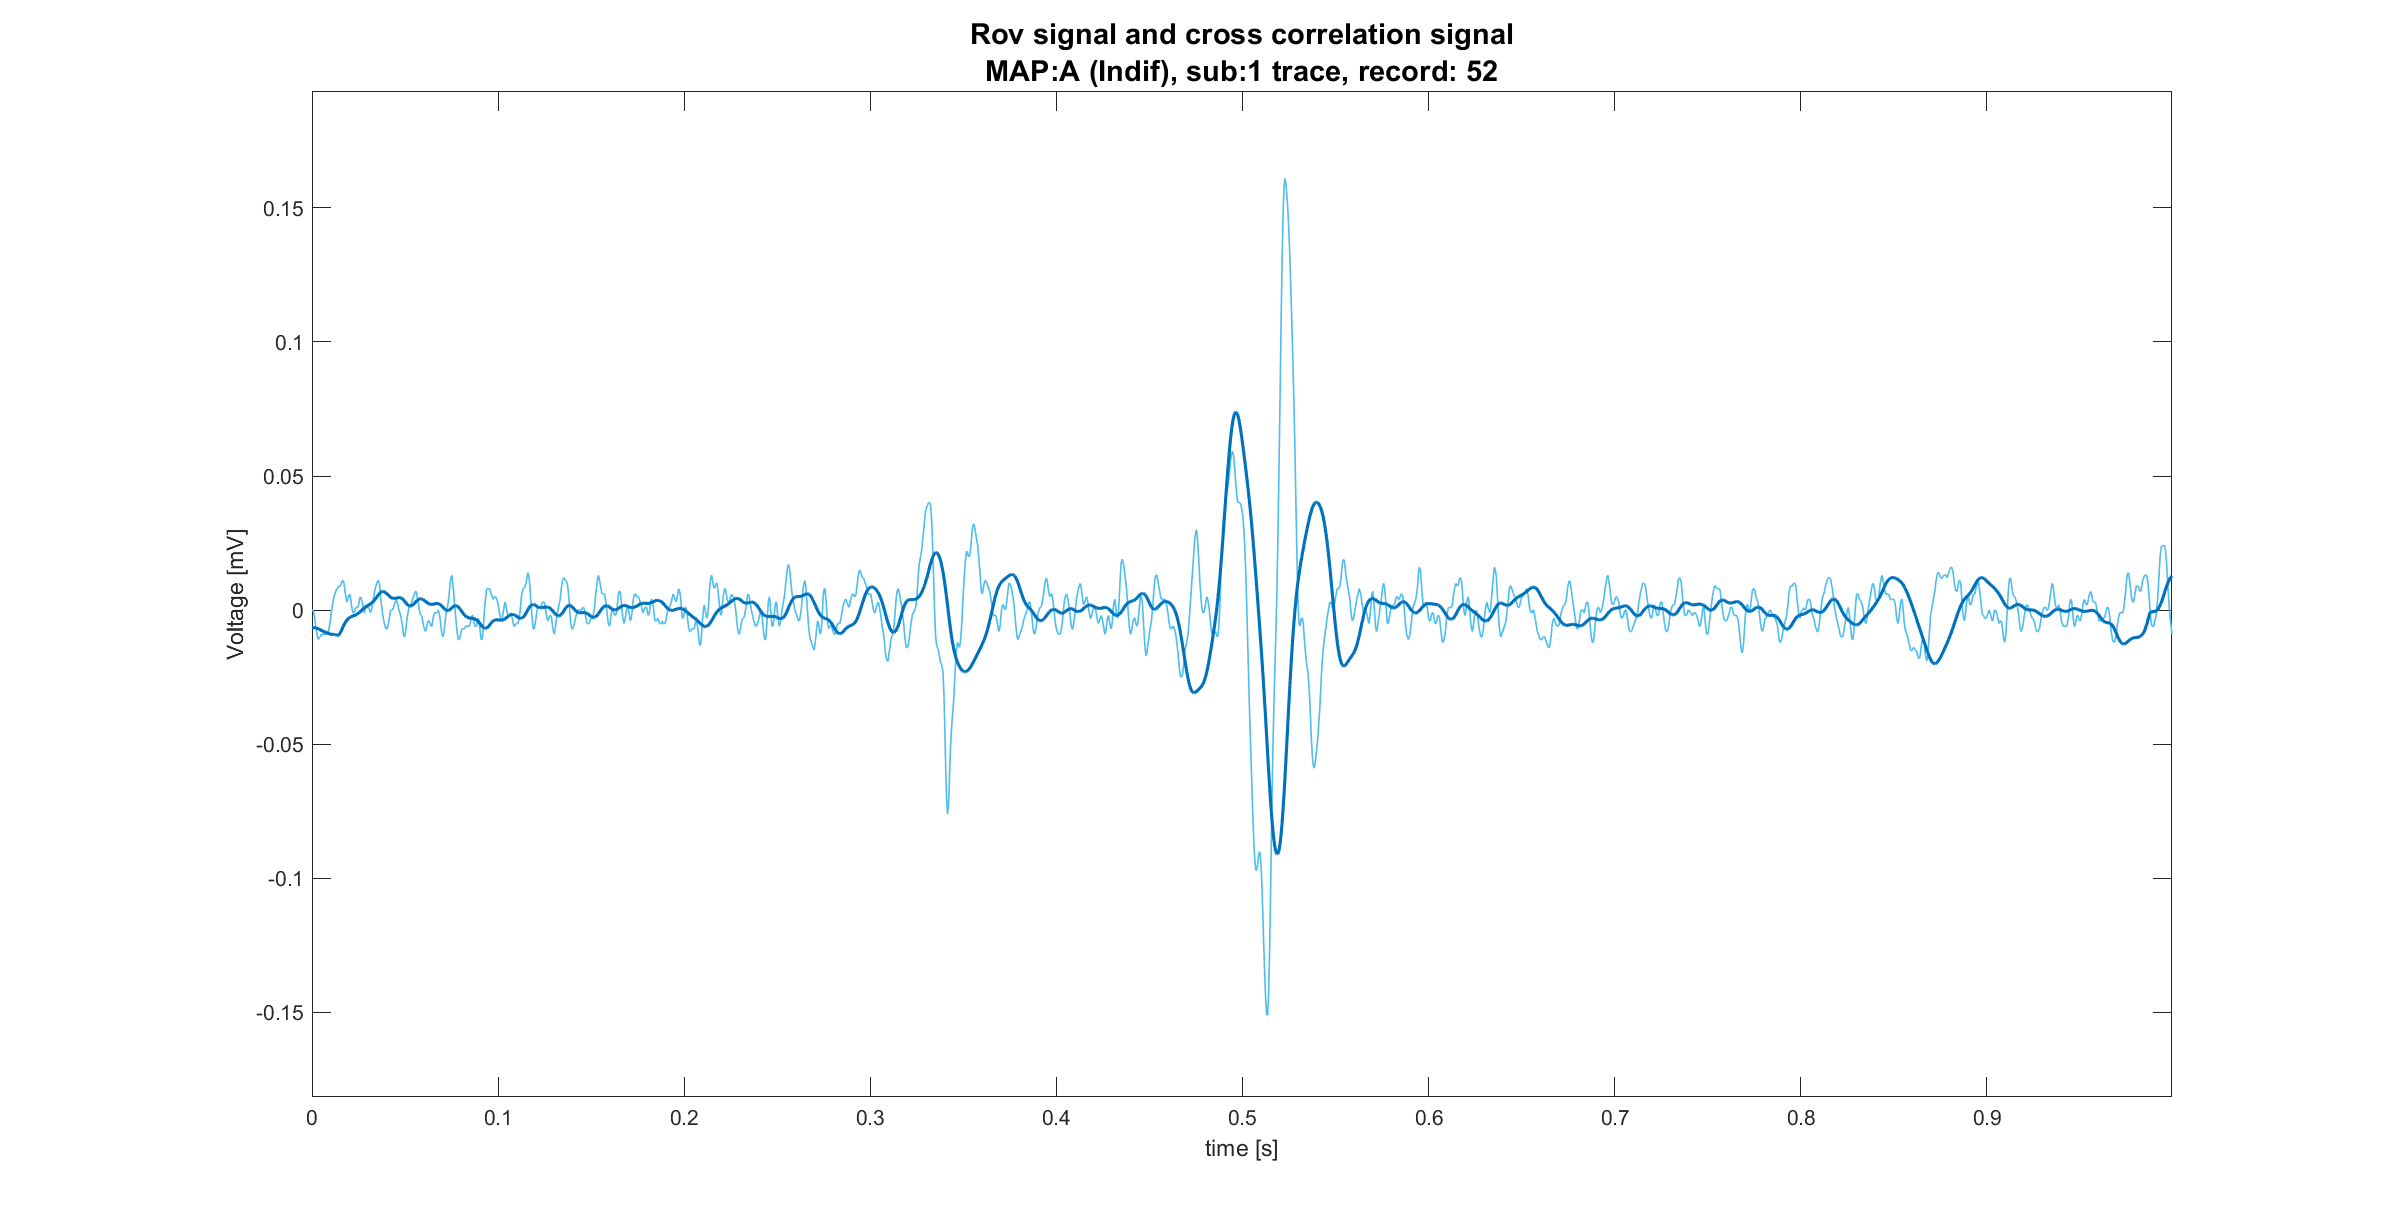 Rov signal and cross correlation signal
MAP:A (Indif), sub:1 trace, record: 52
0.15
0.1
0.05
0
-0.05
-0.1
-0.15
Voltage [mV]
0 0.1 0.2 0.3 0.4 0.5 0.6 0.7 0.8 0.9
time [s]